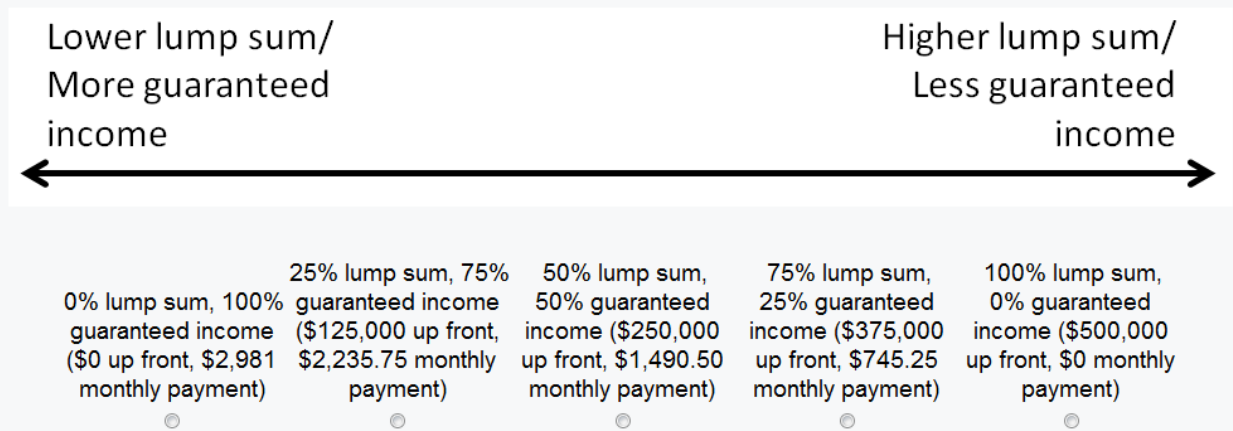 Lower lump sum/
More guaranteed
income
Higher lump sum/
Less guaranteed
income
0% lump sum, 100%
guaranteed income
($0 up front, $2,981
monthly payment)
25% lump sum, 75%
guaranteed income
($125,000 up front,
$2,235.75 monthly
payment)
50% lump sum,
50% guaranteed
income ($250,000
up front, $1,490.50
monthly payment)
75% lump sum,
25% guaranteed
income ($375,000
up front, $745.25
monthly payment)
100% lump sum,
0% guaranteed
income ($500,000
up front, $0 monthly
payment)